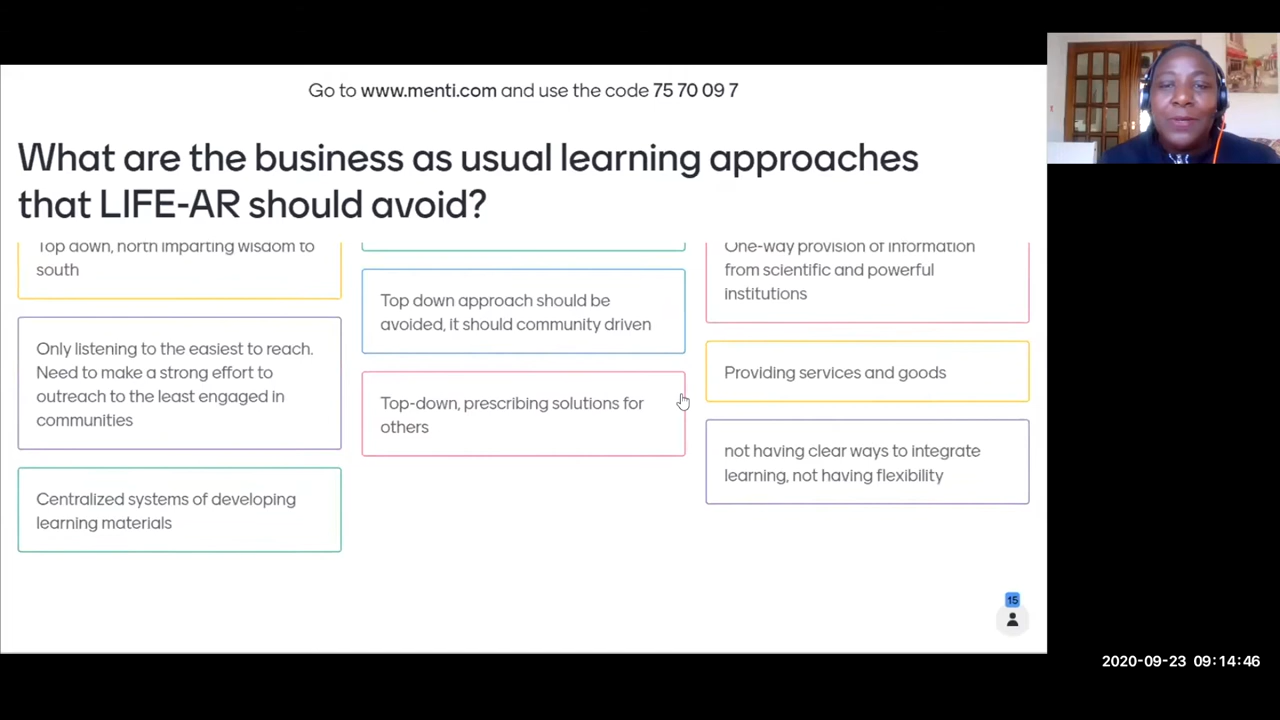 Go to www.menti.com and use the code 75 70 09 7
What are the business as usual learning approaches
that LIFE-AR should avoid?
Top down, north imparting wisdom to
south
Only listening to the easiest to reach.
Need to make a strong effort to
outreach to the least engaged in
communities
Centralized systems of developing
learning materials
Top down approach should be
avoided, it should community driven
Top-down, prescribing solutions for
others
One-way provision of information
from scientific and powerful
institutions
Providing services and goods
not having clear ways to integrate
learning, not having flexibility
15
2020-09-23 09:14:46